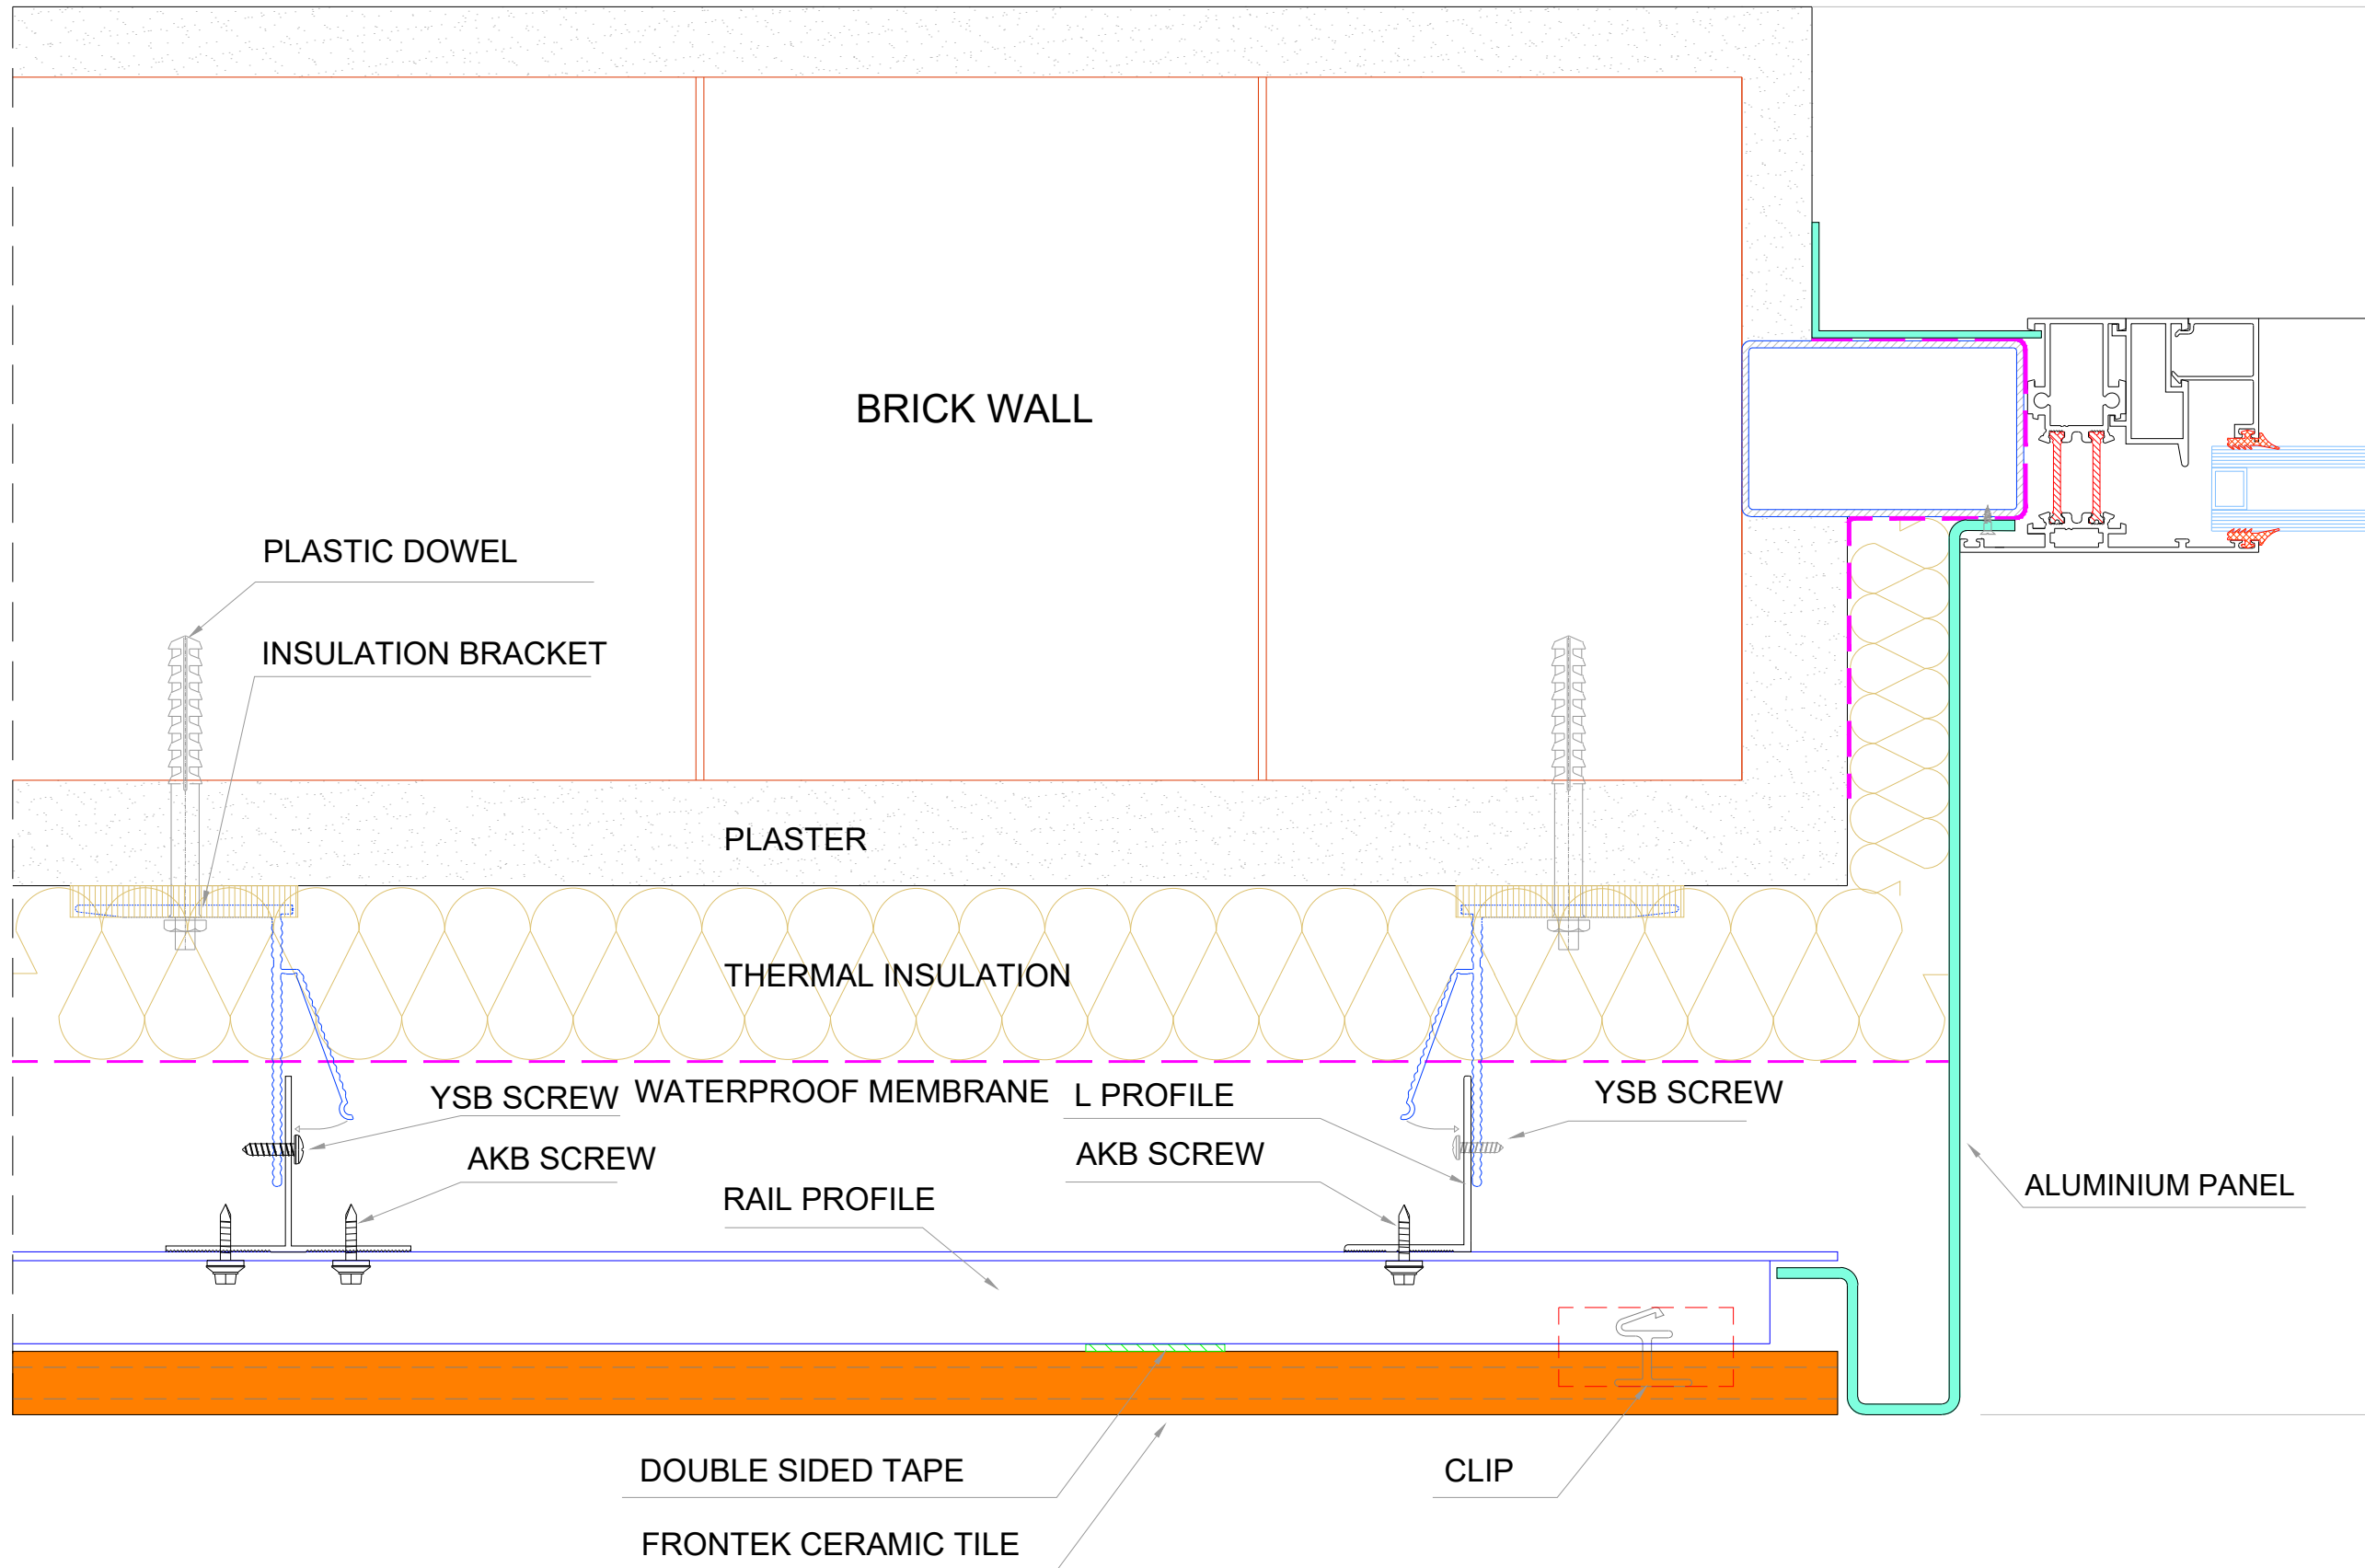 BRICK WALL
PLASTIC DOWEL
INSULATION BRACKET
PLASTER
THERMAL INSULATION
YSB SCREW
WATERPROOF MEMBRANE
L PROFILE
YSB SCREW
AKB SCREW
AKB SCREW
RAIL PROFILE
ALUMINIUM PANEL
DOUBLE SIDED TAPE
CLIP
FRONTEK CERAMIC TILE